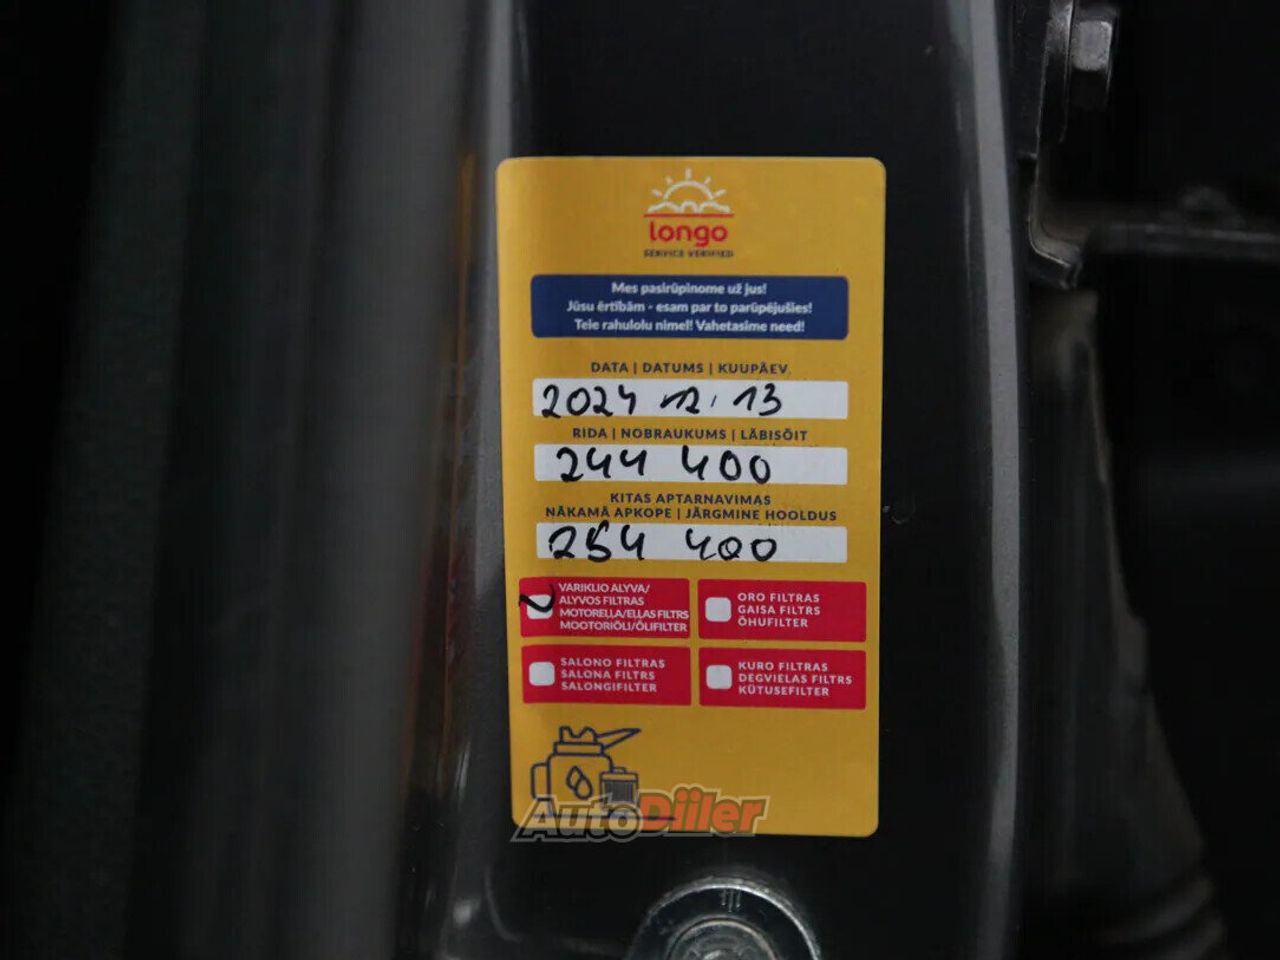 longo
SERVICE VERIFIED
Mes pasirūpinome už jus!
Jūsu ērtībām - esam par to parūpējušies!
Teie rahulolu nimel! Vahetasime need!
DATA | DATUMS | KUUPÄEV
2024 12. 13
RIDA | NOBRAUKUMS | LÄBISÕIT
244 400
KITAS APTARNAVIMAS
NĀKAMĀ APKOPE | JÄRGMINE HOOLDUS
254 400
VARIKLIO ALYVA/
ALYVOS FILTRAS
MOTOREĻĻA/EĻĻAS FILTRS
MOOTORIÕLI/ÕLIFILTER
ORO FILTRAS
GAISA FILTRS
ÕHUFILTER
SALONO FILTRAS
SALONA FILTRS
SALONGIFILTER
KURO FILTRAS
DEGVIELAS FILTRS
KÜTUSEFILTER
AutoDiiler